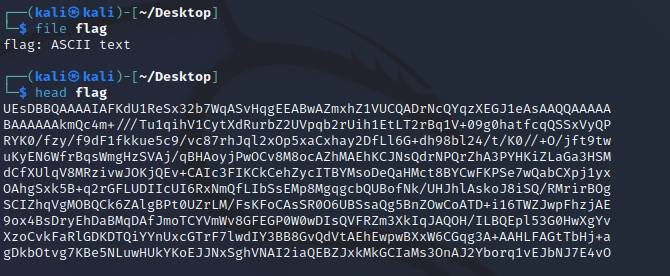 ┌──(kali㉿kali)-[~/Desktop]
└─$ file flag
flag: ASCII text
┌──(kali㉿kali)-[~/Desktop]
└─$ head flag
UEsDBBQAAAAIAFKdU1ReSx32b7WqASvHqgEEABwAZmxhZ1VUCQADrNcQYqzXEGJ1eAsAAQQAAAAA
BAAAAAAkmQc4m+///Tu1qihV1CytXdRurbZ2UVpqb2rUih1EtLT2rBq1V+09g0hatfcqQSSxVyQP
RYK0/fzy/f9dF1fkkue5c9/vc87rhJql2xOp5xaCxhay2DfLl6G+dh98bl24/t/K0//+O/jft9tw
uKyEN6WfrBqsWmgHzSVAj/qBHAoyjPwOCv8M8ocAZhMAEhKCJNsQdrNPQrZhA3PYHKiZLaGa3HSM
dCfXUlqV8MRzivwJOKjQEv+CAIc3FIKCkCehZycITBYMsoDeQaHMct8BYCwFKPSe7wQabCXpj1yx
OAhgSxk5B+q2rGFLUDIIcUI6RxNmQfLIbSsEMp8MgqgcbQUBofNk/UHJhlAskoJ8iSQ/RMrirBOg
SCIZhqVgMOBQCk6ZAlgBPt0UZrLM/FsKFoCAsSR0O6UBSsaQg5BnZOwCoATD+i16TWZJwpFhzjAE
9ox4BsDryEhDaBMqDAfJmoTCYVmWv8GFEGP0W0wDIsQVFRZm3XkIqJAQOH/ILBQEpl53G0HwXgYv
XzoCvkFaRlGDKDTQiYYnUxcGTrF7lwdIY3BB8GvQdVtAEhEwpwBXxW6CGqg3A+AAHLFAGtTbHj+a
gDkbOtvg7KBe5NLuwHUkYKoEJJNxSghVNAI2iaQEBZJxkMkGCIaMs3OnAJ2Yborq1vEJbNJ7E4vO